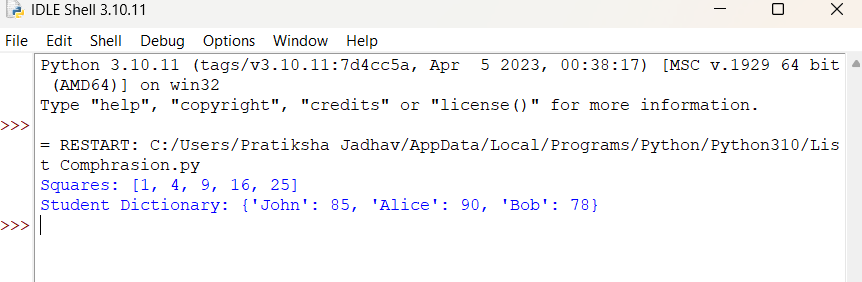 IDLE Shell 3.10.11
File Edit Shell Debug Options Window Help
Python 3.10.11 (tags/v3.10.11:7d4cc5a, Apr  5 2023, 00:38:17) [MSC v.1929 64 bit
(AMD64)] on win32
Type "help", "copyright", "credits" or "license()" for more information.
>>>
= RESTART: C:/Users/Pratiksha Jadhav/AppData/Local/Programs/Python/Python310/Lis
t Comphrasion.py
Squares: [1, 4, 9, 16, 25]
Student Dictionary: {'John': 85, 'Alice': 90, 'Bob': 78}
>>>